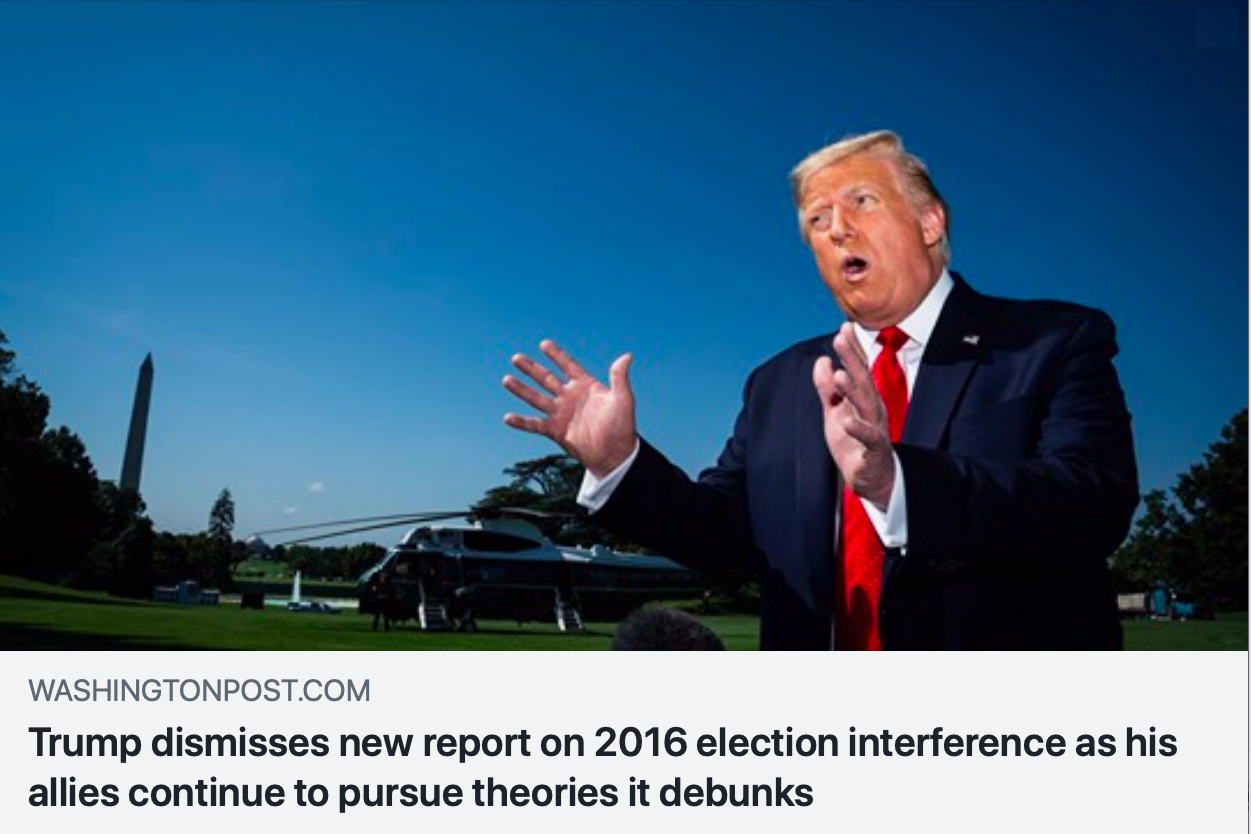 WASHINGTONPOST.COM
Trump dismisses new report on 2016 election interference as his
allies continue to pursue theories it debunks